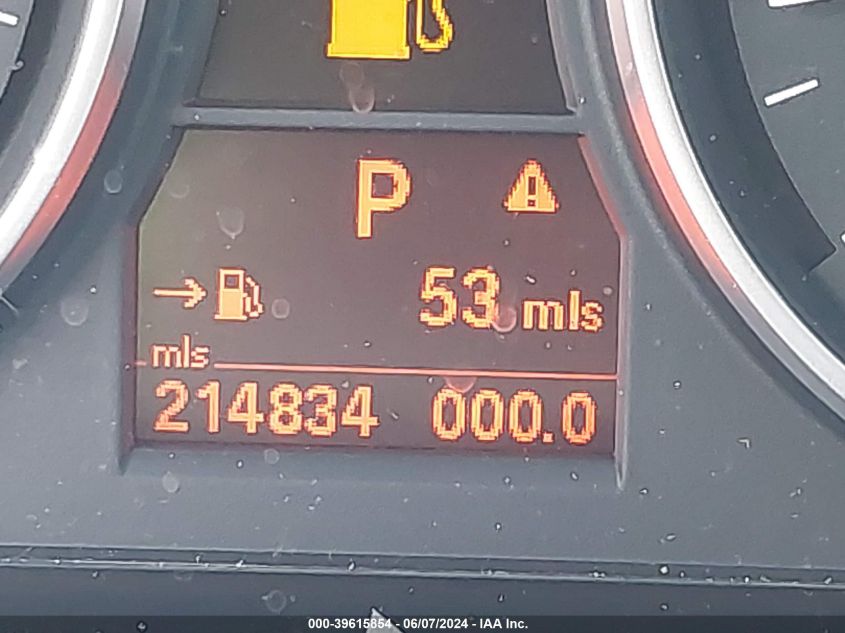 P
53 mls
mls
214834 000.0
000-39615854 - 06/07/2024 - IAA Inc.